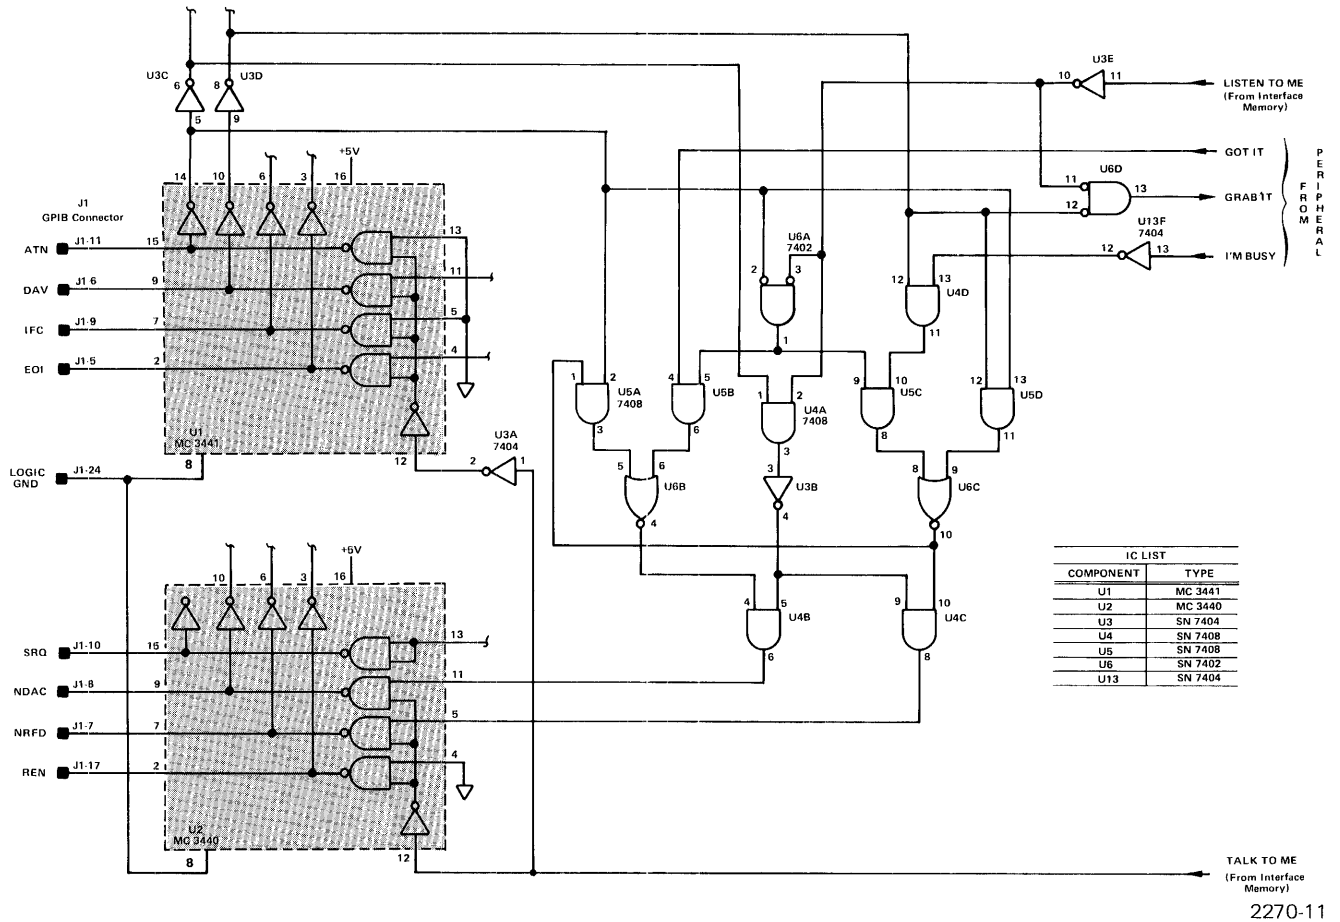 U3C
U3D
6
8
5
9
+5V
14
10
6
3
16
J1
GPIB Connector
ATN
J1-11
15
13
DAV
J1 6
9
11
IFC
J1-9
7
5
EOI
J1-5
2
4
U1
MC 3441
8
12
LOGIC
GND
J1-24
U3A
7404
2
1
+5V
10
6
3
16
SRQ
J1-10
15
13
NDAC
J1-8
9
11
NRFD
J1-7
7
5
REN
J1-17
2
4
U2
MC 3440
8
12
U3E
10
11
LISTEN TO ME
(From Interface
Memory)
GOT IT
U6D
11
12
13
GRAB IT
U13F
7404
12
13
I'M BUSY
FROM
PERIPHERAL
U6A
7402
2
3
1
12
13
U4D
11
1
2
U5A
7408
3
4
5
U5B
6
1
2
U4A
7408
3
9
10
U5C
8
12
13
U5D
11
5
6
U6B
4
3
U3B
4
8
9
U6C
10
4
5
U4B
6
9
10
U4C
8
IC LIST
COMPONENT TYPE
U1 MC 3441
U2 MC 3440
U3 SN 7404
U4 SN 7408
U5 SN 7408
U6 SN 7402
U13 SN 7404
TALK TO ME
(From Interface
Memory)
2270-11